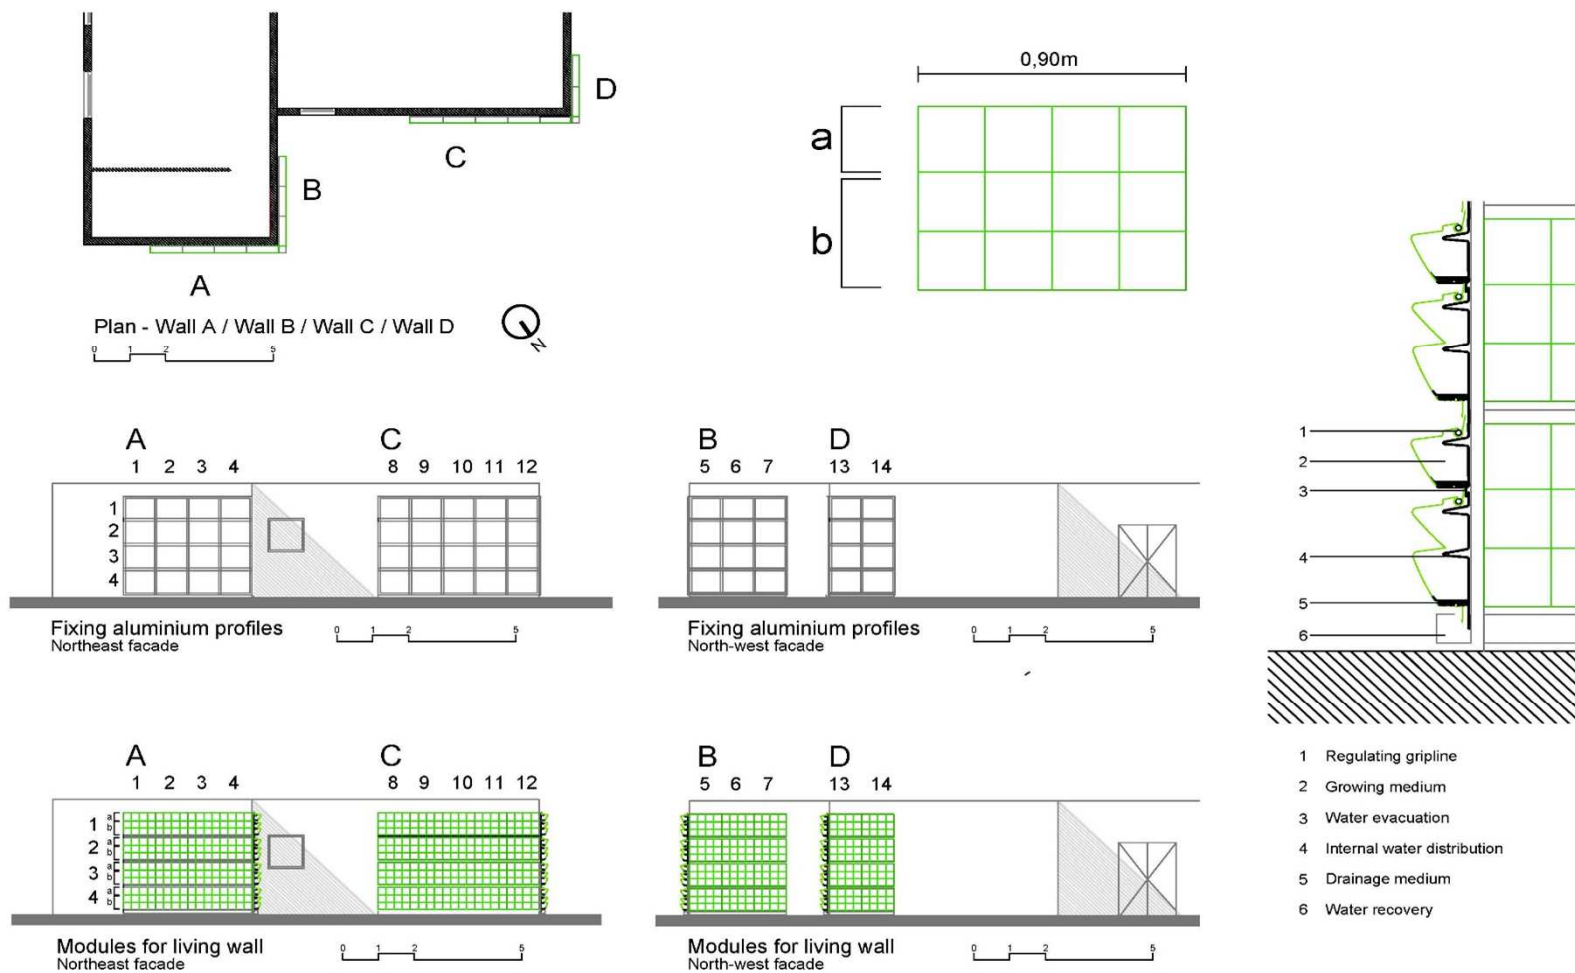 D
C
B
A
Plan - Wall A / Wall B / Wall C / Wall D
N
0 1 2 5
0,90m
a
b
A C
1 2 3 4 8 9 10 11 12
1
2
3
4
Fixing aluminium profiles
Northeast facade
0 1 2 5
B D
5 6 7 13 14
Fixing aluminium profiles
North-west facade
0 1 2 5
A C
1 2 3 4 8 9 10 11 12
1 a b
2 a b
3 a b
4 a b
Modules for living wall
Northeast facade
0 1 2 5
B D
5 6 7 13 14
Modules for living wall
North-west facade
0 1 2 5
1
2
3
4
5
6
1 Regulating gripline
2 Growing medium
3 Water evacuation
4 Internal water distribution
5 Drainage medium
6 Water recovery